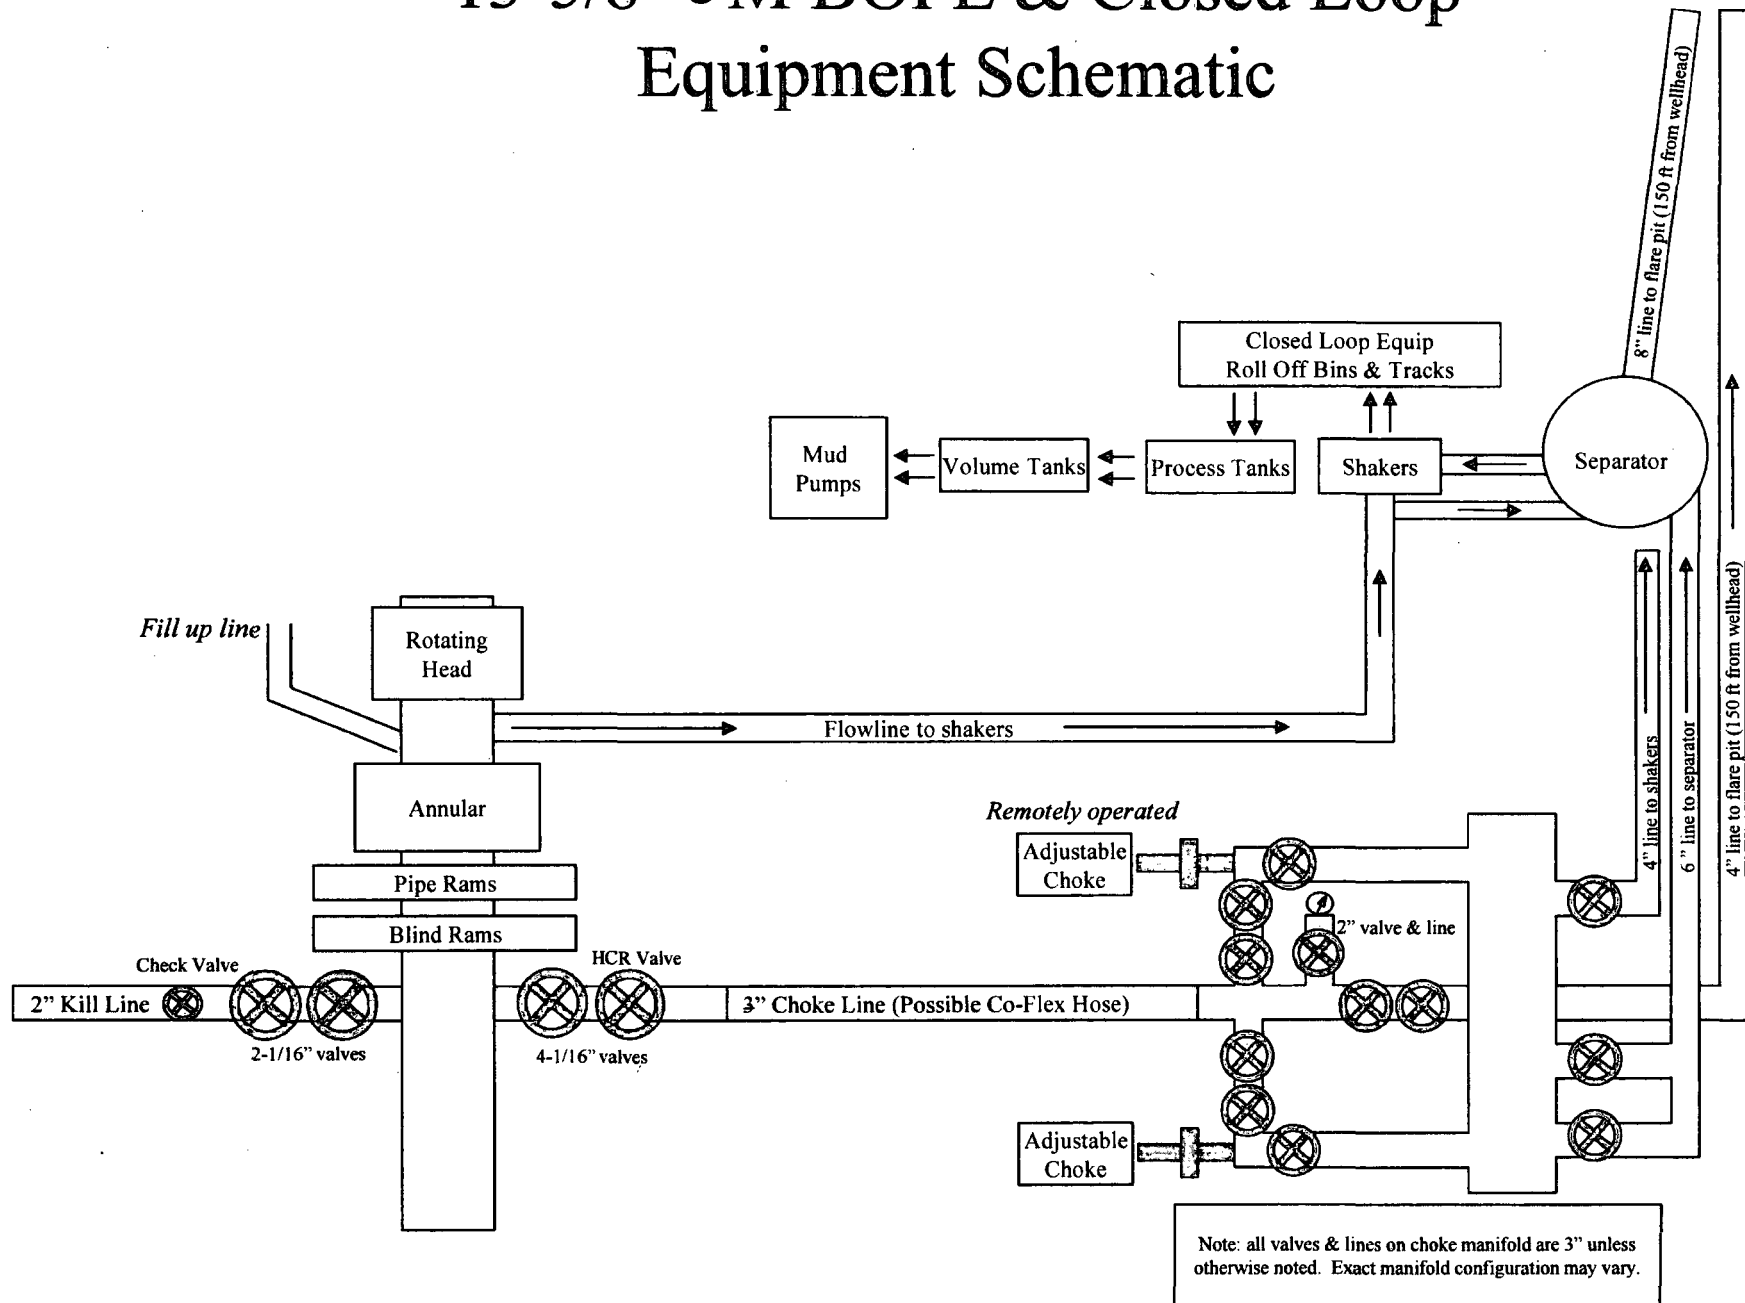 BOPE & Closed Loop
Equipment Schematic
8" line to flare pit (150 ft from wellhead)
Closed Loop Equip
Roll Off Bins & Tracks
Mud
Pumps
Volume Tanks
Process Tanks
Shakers
Separator
Fill up line
Rotating
Head
Flowline to shakers
Annular
Pipe Rams
Blind Rams
Remotely operated
Adjustable
Choke
4" line to shakers
6 " line to separator
4" line to flare pit (150 ft from wellhead)
2" valve & line
Check Valve
HCR Valve
2" Kill Line
3" Choke Line (Possible Co-Flex Hose)
2-1/16" valves
4-1/16" valves
Adjustable
Choke
Note: all valves & lines on choke manifold are 3" unless
otherwise noted. Exact manifold configuration may vary.